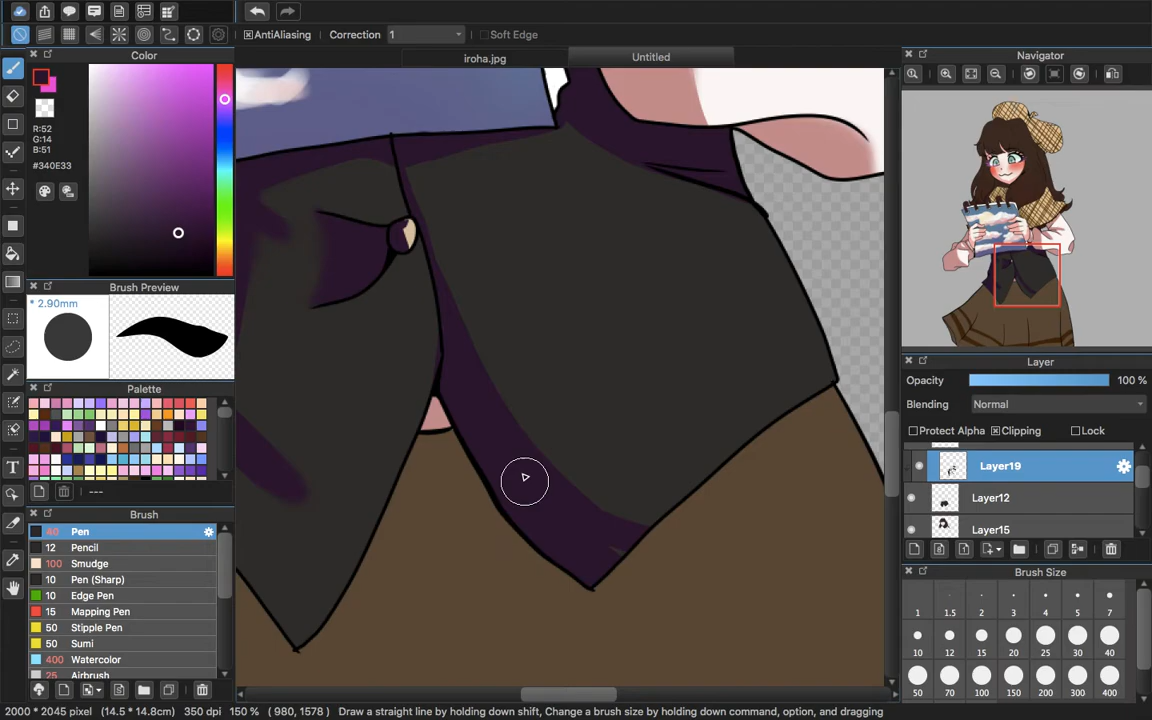 AntiAliasing Correction 1 Soft Edge
Color
iroha.jpg Untitled
Navigator
R:52
G:14
B:51
#340E33
Brush Preview
* 2.90mm
Palette
---
Brush
40 Pen
12 Pencil
100 Smudge
10 Pen (Sharp)
10 Edge Pen
15 Mapping Pen
50 Stipple Pen
50 Sumi
400 Watercolor
25 Airbrush
Layer
Opacity 100 %
Blending Normal
Protect Alpha Clipping Lock
Layer19
Layer12
Layer15
Brush Size
1 1.5 2 3 4 5 7
10 12 15 20 25 30 40
50 70 100 150 200 300 400
2000 * 2045 pixel (14.5 * 14.8cm) 350 dpi 150 % ( 980, 1578 ) Draw a straight line by holding down shift, Change a brush size by holding down command, option, and dragging
T